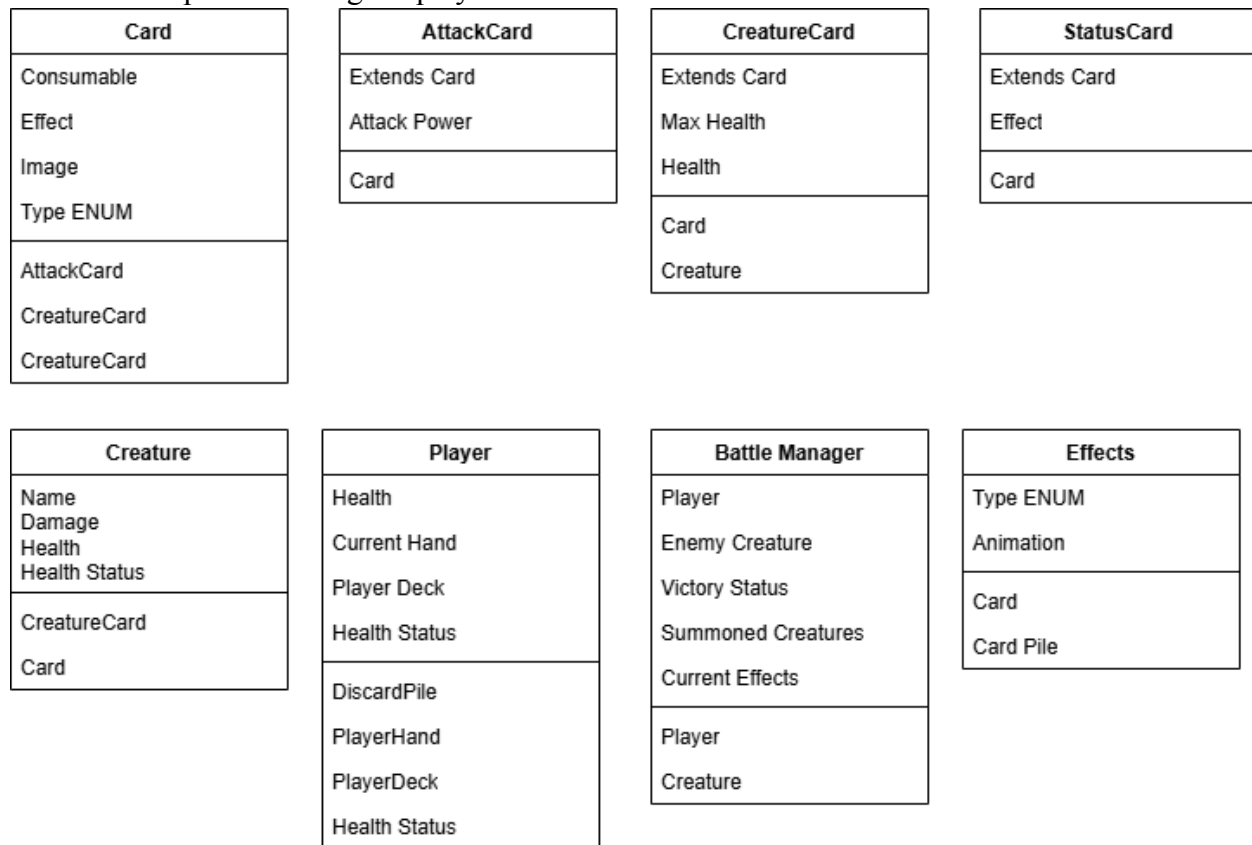 Card
Consumable
Effect
Image
Type ENUM
AttackCard
CreatureCard
CreatureCard
AttackCard
Extends Card
Attack Power
Card
CreatureCard
Extends Card
Max Health
Health
Card
Creature
StatusCard
Extends Card
Effect
Card
Creature
Name
Damage
Health
Health Status
CreatureCard
Card
Player
Health
Current Hand
Player Deck
Health Status
DiscardPile
PlayerHand
PlayerDeck
Health Status
Battle Manager
Player
Enemy Creature
Victory Status
Summoned Creatures
Current Effects
Player
Creature
Effects
Type ENUM
Animation
Card
Card Pile